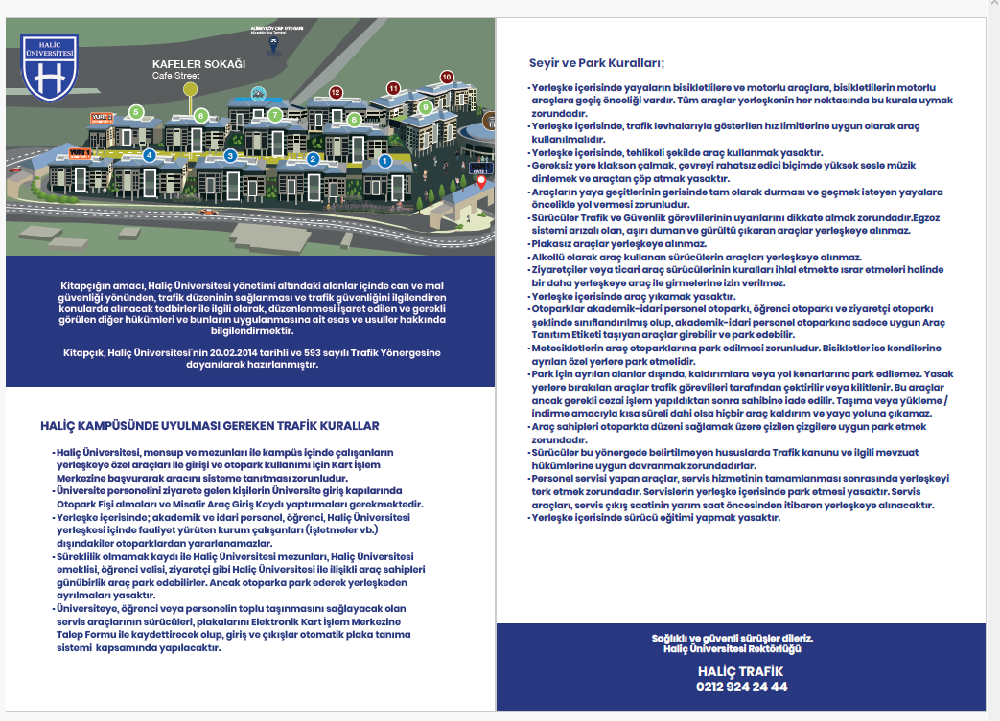 HALİÇ
ÜNİVERSİTESİ
ALİBEYKÖY CEP OTOGARI
Alibeyköy Bus Terminal
KAFELER SOKAĞI
Cafe Street
10
11
12
9
8
7
6
5
YURT 2
YURT 1
4
3
2
1
KAPI 1
GATE 1
Kitapçığın amacı, Haliç Üniversitesi yönetimi altındaki alanlar içinde can ve mal
güvenliği yönünden, trafik düzeninin sağlanması ve trafik güvenliğini ilgilendiren
konularda alınacak tedbirler ile ilgili olarak, düzenlenmesi işaret edilen ve gerekli
görülen diğer hükümleri ve bunların uygulanmasına ait esas ve usuller hakkında
bilgilendirmektir.
Kitapçık, Haliç Üniversitesi'nin 20.02.2014 tarihli ve 593 sayılı Trafik Yönergesine
dayanılarak hazırlanmıştır.
HALİÇ KAMPÜSÜNDE UYULMASI GEREKEN TRAFİK KURALLAR
• Haliç Üniversitesi, mensup ve mezunları ile kampüs içinde çalışanların
yerleşkeye özel araçları ile girişi ve otopark kullanımı için Kart İşlem
Merkezine başvurarak aracını sisteme tanıtması zorunludur.
• Üniversite personelini ziyarete gelen kişilerin Üniversite giriş kapılarında
Otopark Fişi almaları ve Misafir Araç Giriş Kaydı yaptırmaları gerekmektedir.
• Yerleşke içerisinde; akademik ve idari personel, öğrenci, Haliç Üniversitesi
yerleşkesi içinde faaliyet yürüten kurum çalışanları (işletmeler vb.)
dışındakiler otoparklardan yararlanamazlar.
• Süreklilik olmamak kaydı ile Haliç Üniversitesi mezunları, Haliç Üniversitesi
emeklisi, öğrenci velisi, ziyaretçi gibi Haliç Üniversitesi ile ilişikli araç sahipleri
günübirlik araç park edebilirler. Ancak otoparka park ederek yerleşkeden
ayrılmaları yasaktır.
• Üniversiteye, öğrenci veya personelin toplu taşınmasını sağlayacak olan
servis araçlarının sürücüleri, plakalarını Elektronik Kart İşlem Merkezine
Talep Formu ile kaydettirecek olup, giriş ve çıkışlar otomatik plaka tanıma
sistemi kapsamında yapılacaktır.
Seyir ve Park Kuralları;
• Yerleşke içerisinde yayaların bisikletlilere ve motorlu araçlara, bisikletlilerin motorlu
araçlara geçiş önceliği vardır. Tüm araçlar yerleşkenin her noktasında bu kurala uymak
zorundadır.
• Yerleşke içerisinde, trafik levhalarıyla gösterilen hız limitlerine uygun olarak araç
kullanılmalıdır.
• Yerleşke içerisinde, tehlikeli şekilde araç kullanmak yasaktır.
• Gereksiz yere klakson çalmak, çevreyi rahatsız edici biçimde yüksek sesle müzik
dinlemek ve araçtan çöp atmak yasaktır.
• Araçların yaya geçitlerinin gerisinde tam olarak durması ve geçmek isteyen yayalara
öncelikle yol vermesi zorunludur.
• Sürücüler Trafik ve Güvenlik görevlilerinin uyarılarını dikkate almak zorundadır.Egzoz
sistemi arızalı olan, aşırı duman ve gürültü çıkaran araçlar yerleşkeye alınmaz.
• Plakasız araçlar yerleşkeye alınmaz.
• Alkollü olarak araç kullanan sürücülerin araçları yerleşkeye alınmaz.
• Ziyaretçiler veya ticari araç sürücülerinin kuralları ihlal etmekte ısrar etmeleri halinde
bir daha yerleşkeye araç ile girmelerine izin verilmez.
• Yerleşke içerisinde araç yıkamak yasaktır.
• Otoparklar akademik-idari personel otoparkı, öğrenci otoparkı ve ziyaretçi otoparkı
şeklinde sınıflandırılmış olup, akademik-idari personel otoparkına sadece uygun Araç
Tanıtım Etiketi taşıyan araçlar girebilir ve park edebilir.
• Motosikletlerin araç otoparklarına park edilmesi zorunludur. Bisikletler ise kendilerine
ayrılan özel yerlere park etmelidir.
• Park için ayrılan alanlar dışında, kaldırımlara veya yol kenarlarına park edilemez. Yasak
yerlere bırakılan araçlar trafik görevlileri tarafından çektirilir veya kilitlenir. Bu araçlar
ancak gerekli cezai işlem yapıldıktan sonra sahibine iade edilir. Taşıma veya yükleme /
indirme amacıyla kısa süreli dahi olsa hiçbir araç kaldırım ve yaya yoluna çıkamaz.
• Araç sahipleri otoparkta düzeni sağlamak üzere çizilen çizgilere uygun park etmek
zorundadır.
• Sürücüler bu yönergede belirtilmeyen hususlarda Trafik kanunu ve ilgili mevzuat
hükümlerine uygun davranmak zorundadırlar.
• Personel servisi yapan araçlar, servis hizmetinin tamamlanması sonrasında yerleşkeyi
terk etmek zorundadır. Servislerin yerleşke içerisinde park etmesi yasaktır. Servis
araçları, servis çıkış saatinin yarım saat öncesinden itibaren yerleşkeye alınacaktır.
• Yerleşke içerisinde sürücü eğitimi yapmak yasaktır.
Sağlıklı ve güvenli sürüşler dileriz.
Haliç Üniversitesi Rektörlüğü
HALİÇ TRAFİK
0212 924 24 44